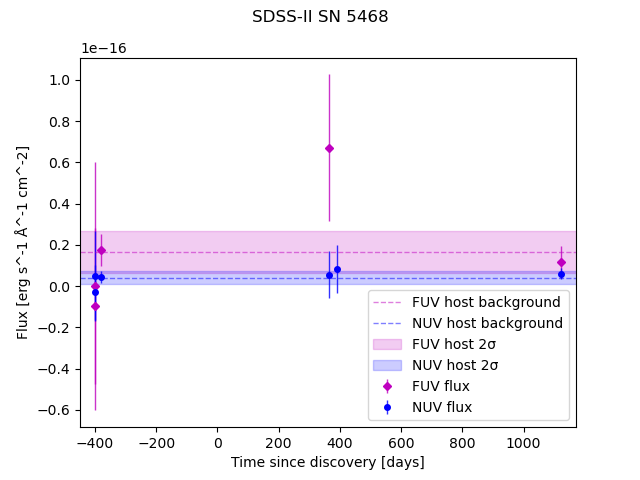 SDSS-II SN 5468
1e−16
1.0
0.8
0.6
0.4
0.2
0.0
−0.2
−0.4
−0.6
Flux [erg s^-1 Å^-1 cm^-2]
FUV host background
NUV host background
FUV host 2σ
NUV host 2σ
FUV flux
NUV flux
−400 −200 0 200 400 600 800 1000
Time since discovery [days]